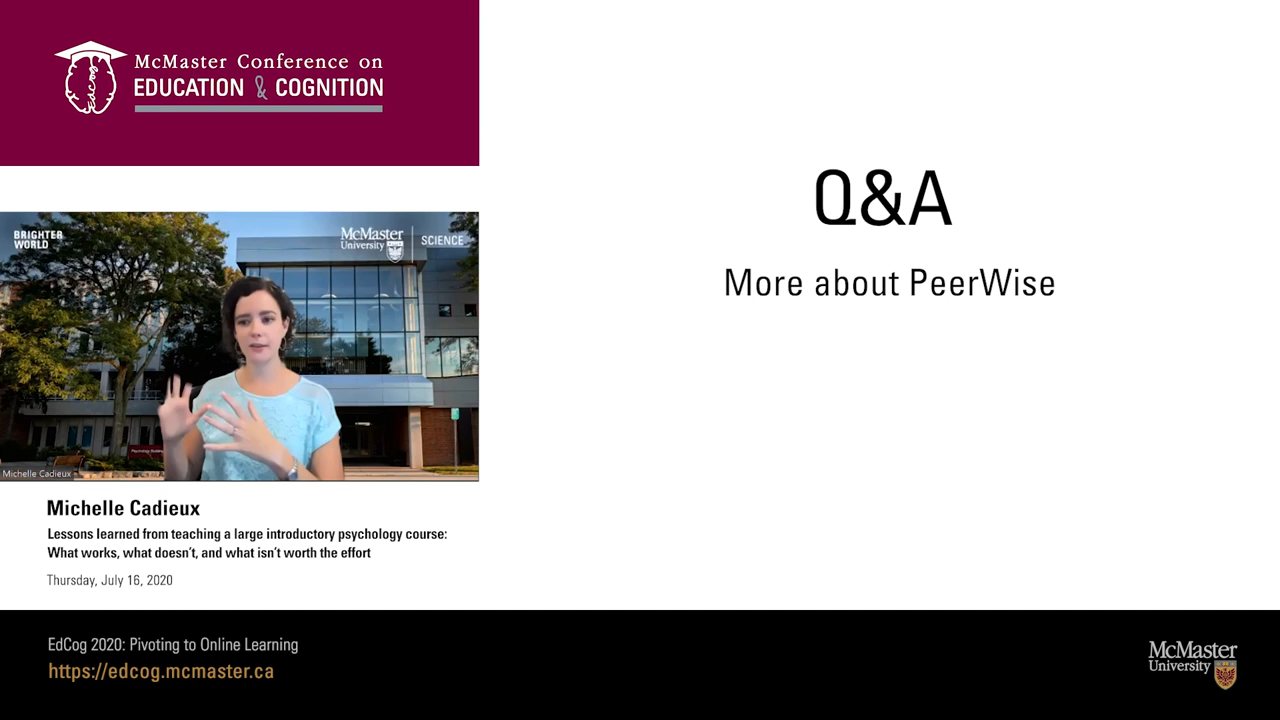 McMaster Conference on
EDUCATION & COGNITION
edcog
Q&A
More about PeerWise
BRIGHTER
WORLD
McMaster
University
SCIENCE
Michelle Cadieux
Michelle Cadieux
Lessons learned from teaching a large introductory psychology course:
What works, what doesn't, and what isn't worth the effort
Thursday, July 16, 2020
EdCog 2020: Pivoting to Online Learning
https://edcog.mcmaster.ca
McMaster
University